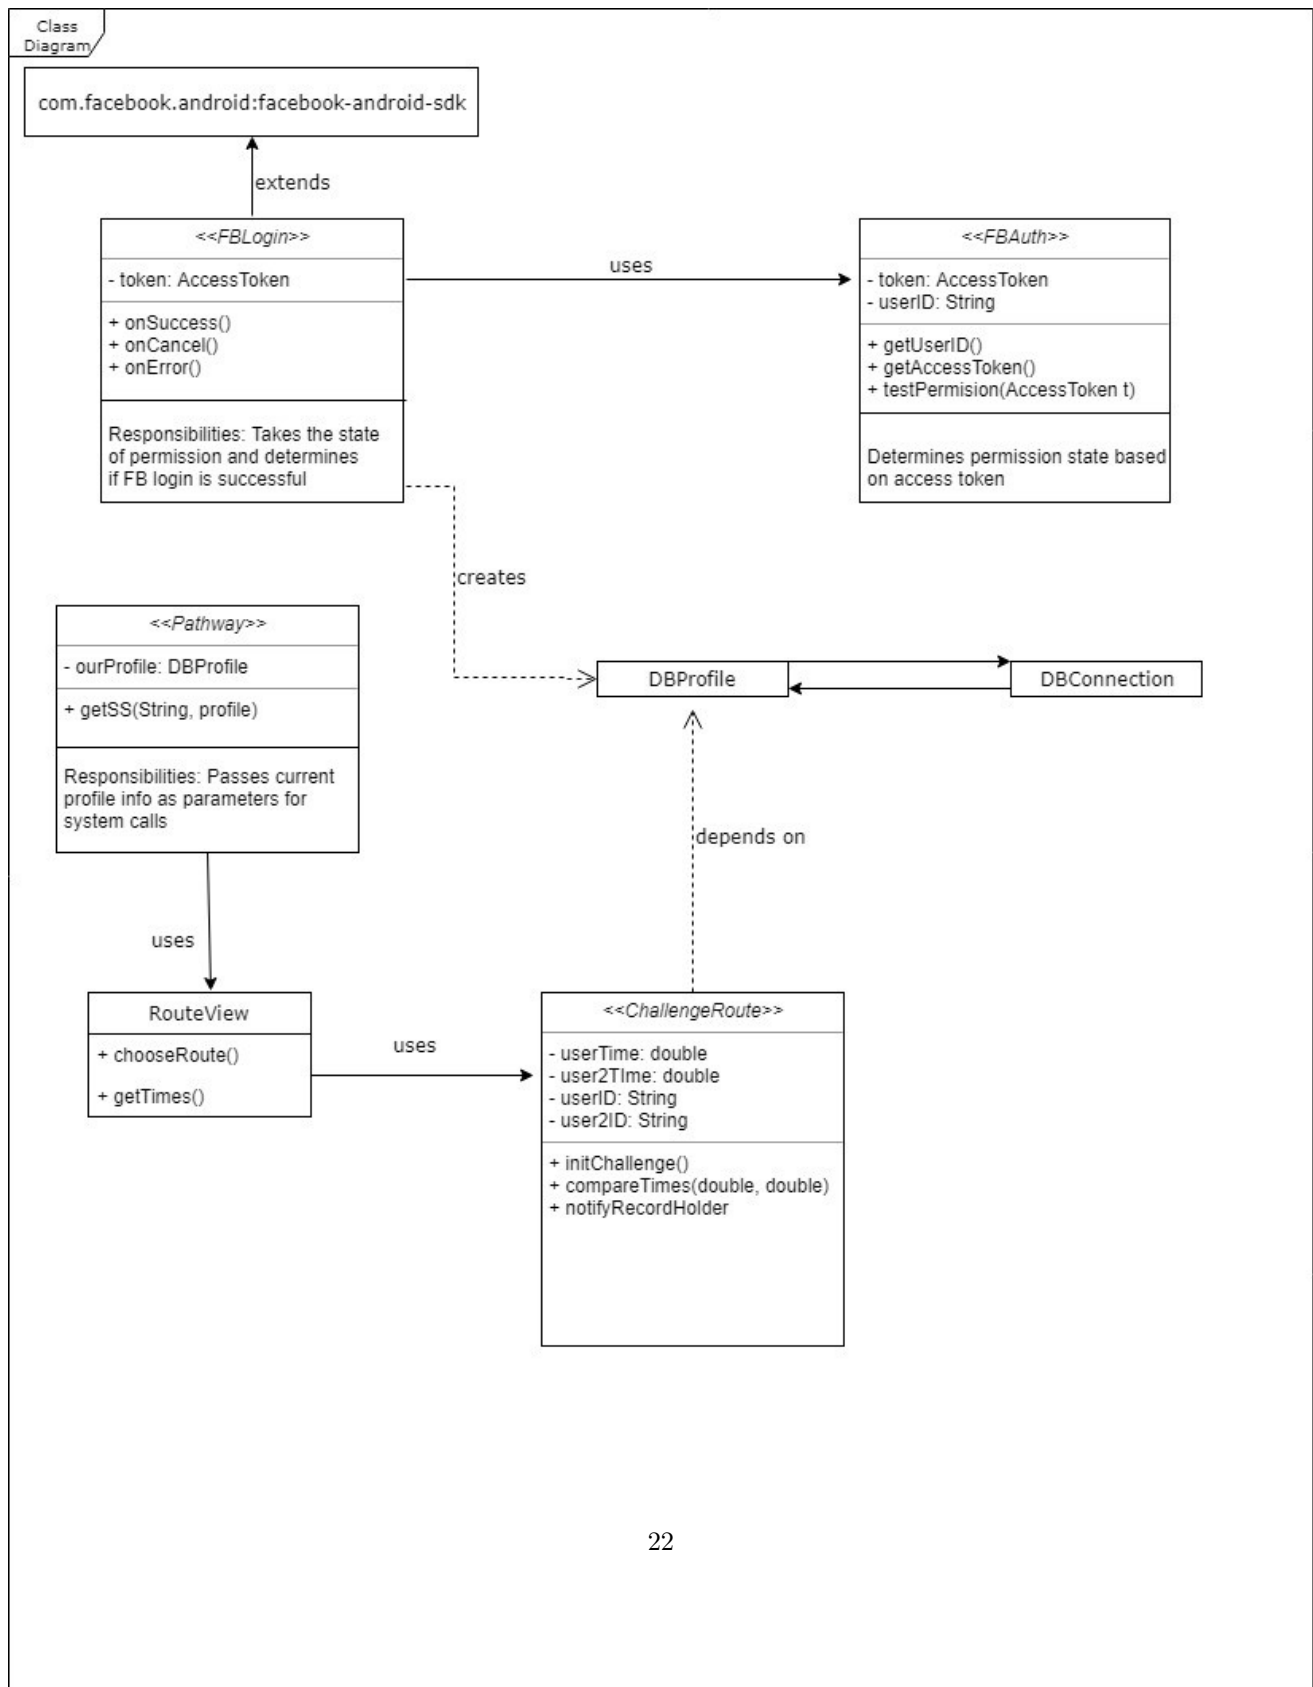 Class
Diagram
com.facebook.android:facebook-android-sdk
extends
<<FBLogin>>
- token: AccessToken
+ onSuccess()
+ onCancel()
+ onError()
Responsibilities: Takes the state
of permission and determines
if FB login is successful
uses
<<FBAuth>>
- token: AccessToken
- userID: String
+ getUserID()
+ getAccessToken()
+ testPermision(AccessToken t)
Determines permission state based
on access token
creates
<<Pathway>>
- ourProfile: DBProfile
+ getSS(String, profile)
Responsibilities: Passes current
profile info as parameters for
system calls
DBProfile
DBConnection
depends on
uses
RouteView
+ chooseRoute()
+ getTimes()
uses
<<ChallengeRoute>>
- userTime: double
- user2TIme: double
- userID: String
- user2ID: String
+ initChallenge()
+ compareTimes(double, double)
+ notifyRecordHolder
22